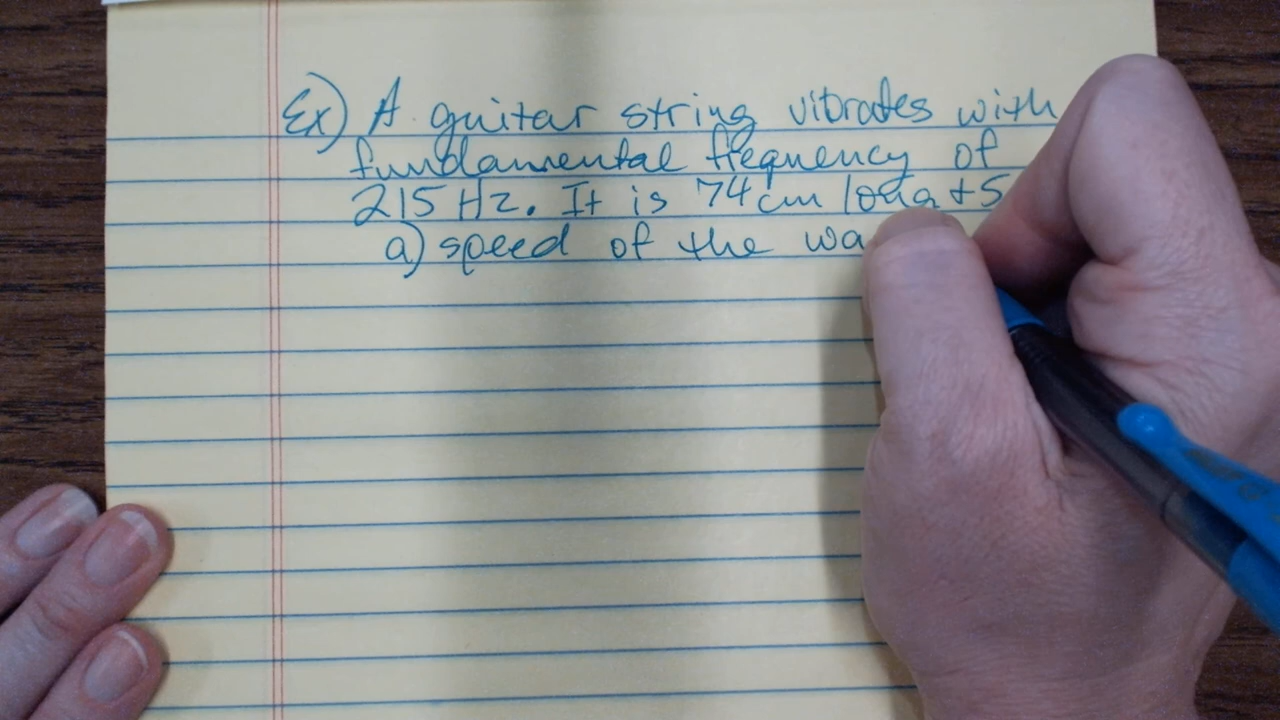 Ex) A guitar string vibrates with
fundamental frequency of
215 Hz. It is 74 cm long + 5
a) speed of the wa